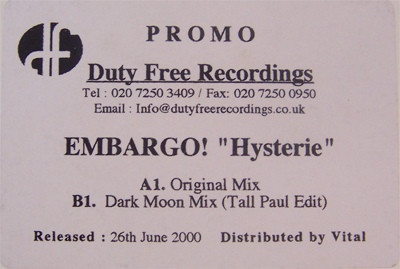 PROMO
Duty Free Recordings
Tel : 020 7250 3409 / Fax: 020 7250 0950
Email : Info@dutyfreerecordings.co.uk
EMBARGO! "Hysterie"
A1. Original Mix
B1. Dark Moon Mix (Tall Paul Edit)
Released : 26th June 2000 Distributed by Vital